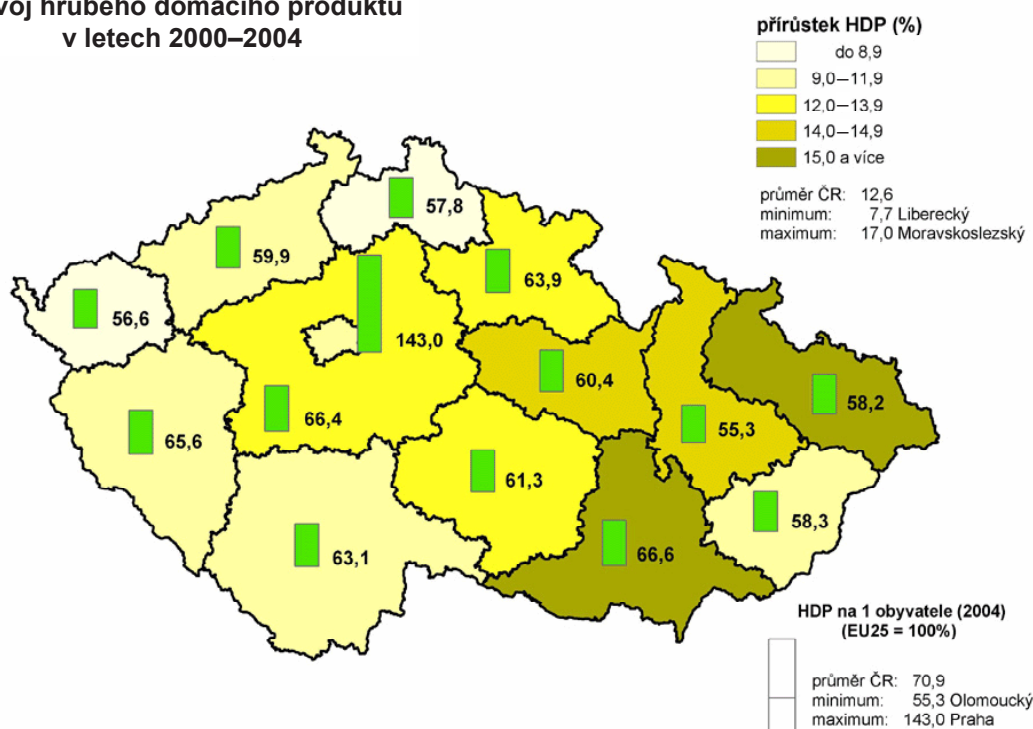 voj hrubého domácího produktu
v letech 2000–2004
přírůstek HDP (%)
do 8,9
9,0–11,9
12,0–13,9
14,0–14,9
15,0 a více
průměr ČR: 12,6
minimum: 7,7 Liberecký
maximum: 17,0 Moravskoslezský
57,8
59,9
63,9
56,6
143,0
60,4
58,2
66,4
55,3
65,6
61,3
58,3
63,1
66,6
HDP na 1 obyvatele (2004)
(EU25 = 100%)
průměr ČR: 70,9
minimum: 55,3 Olomoucký
maximum: 143,0 Praha